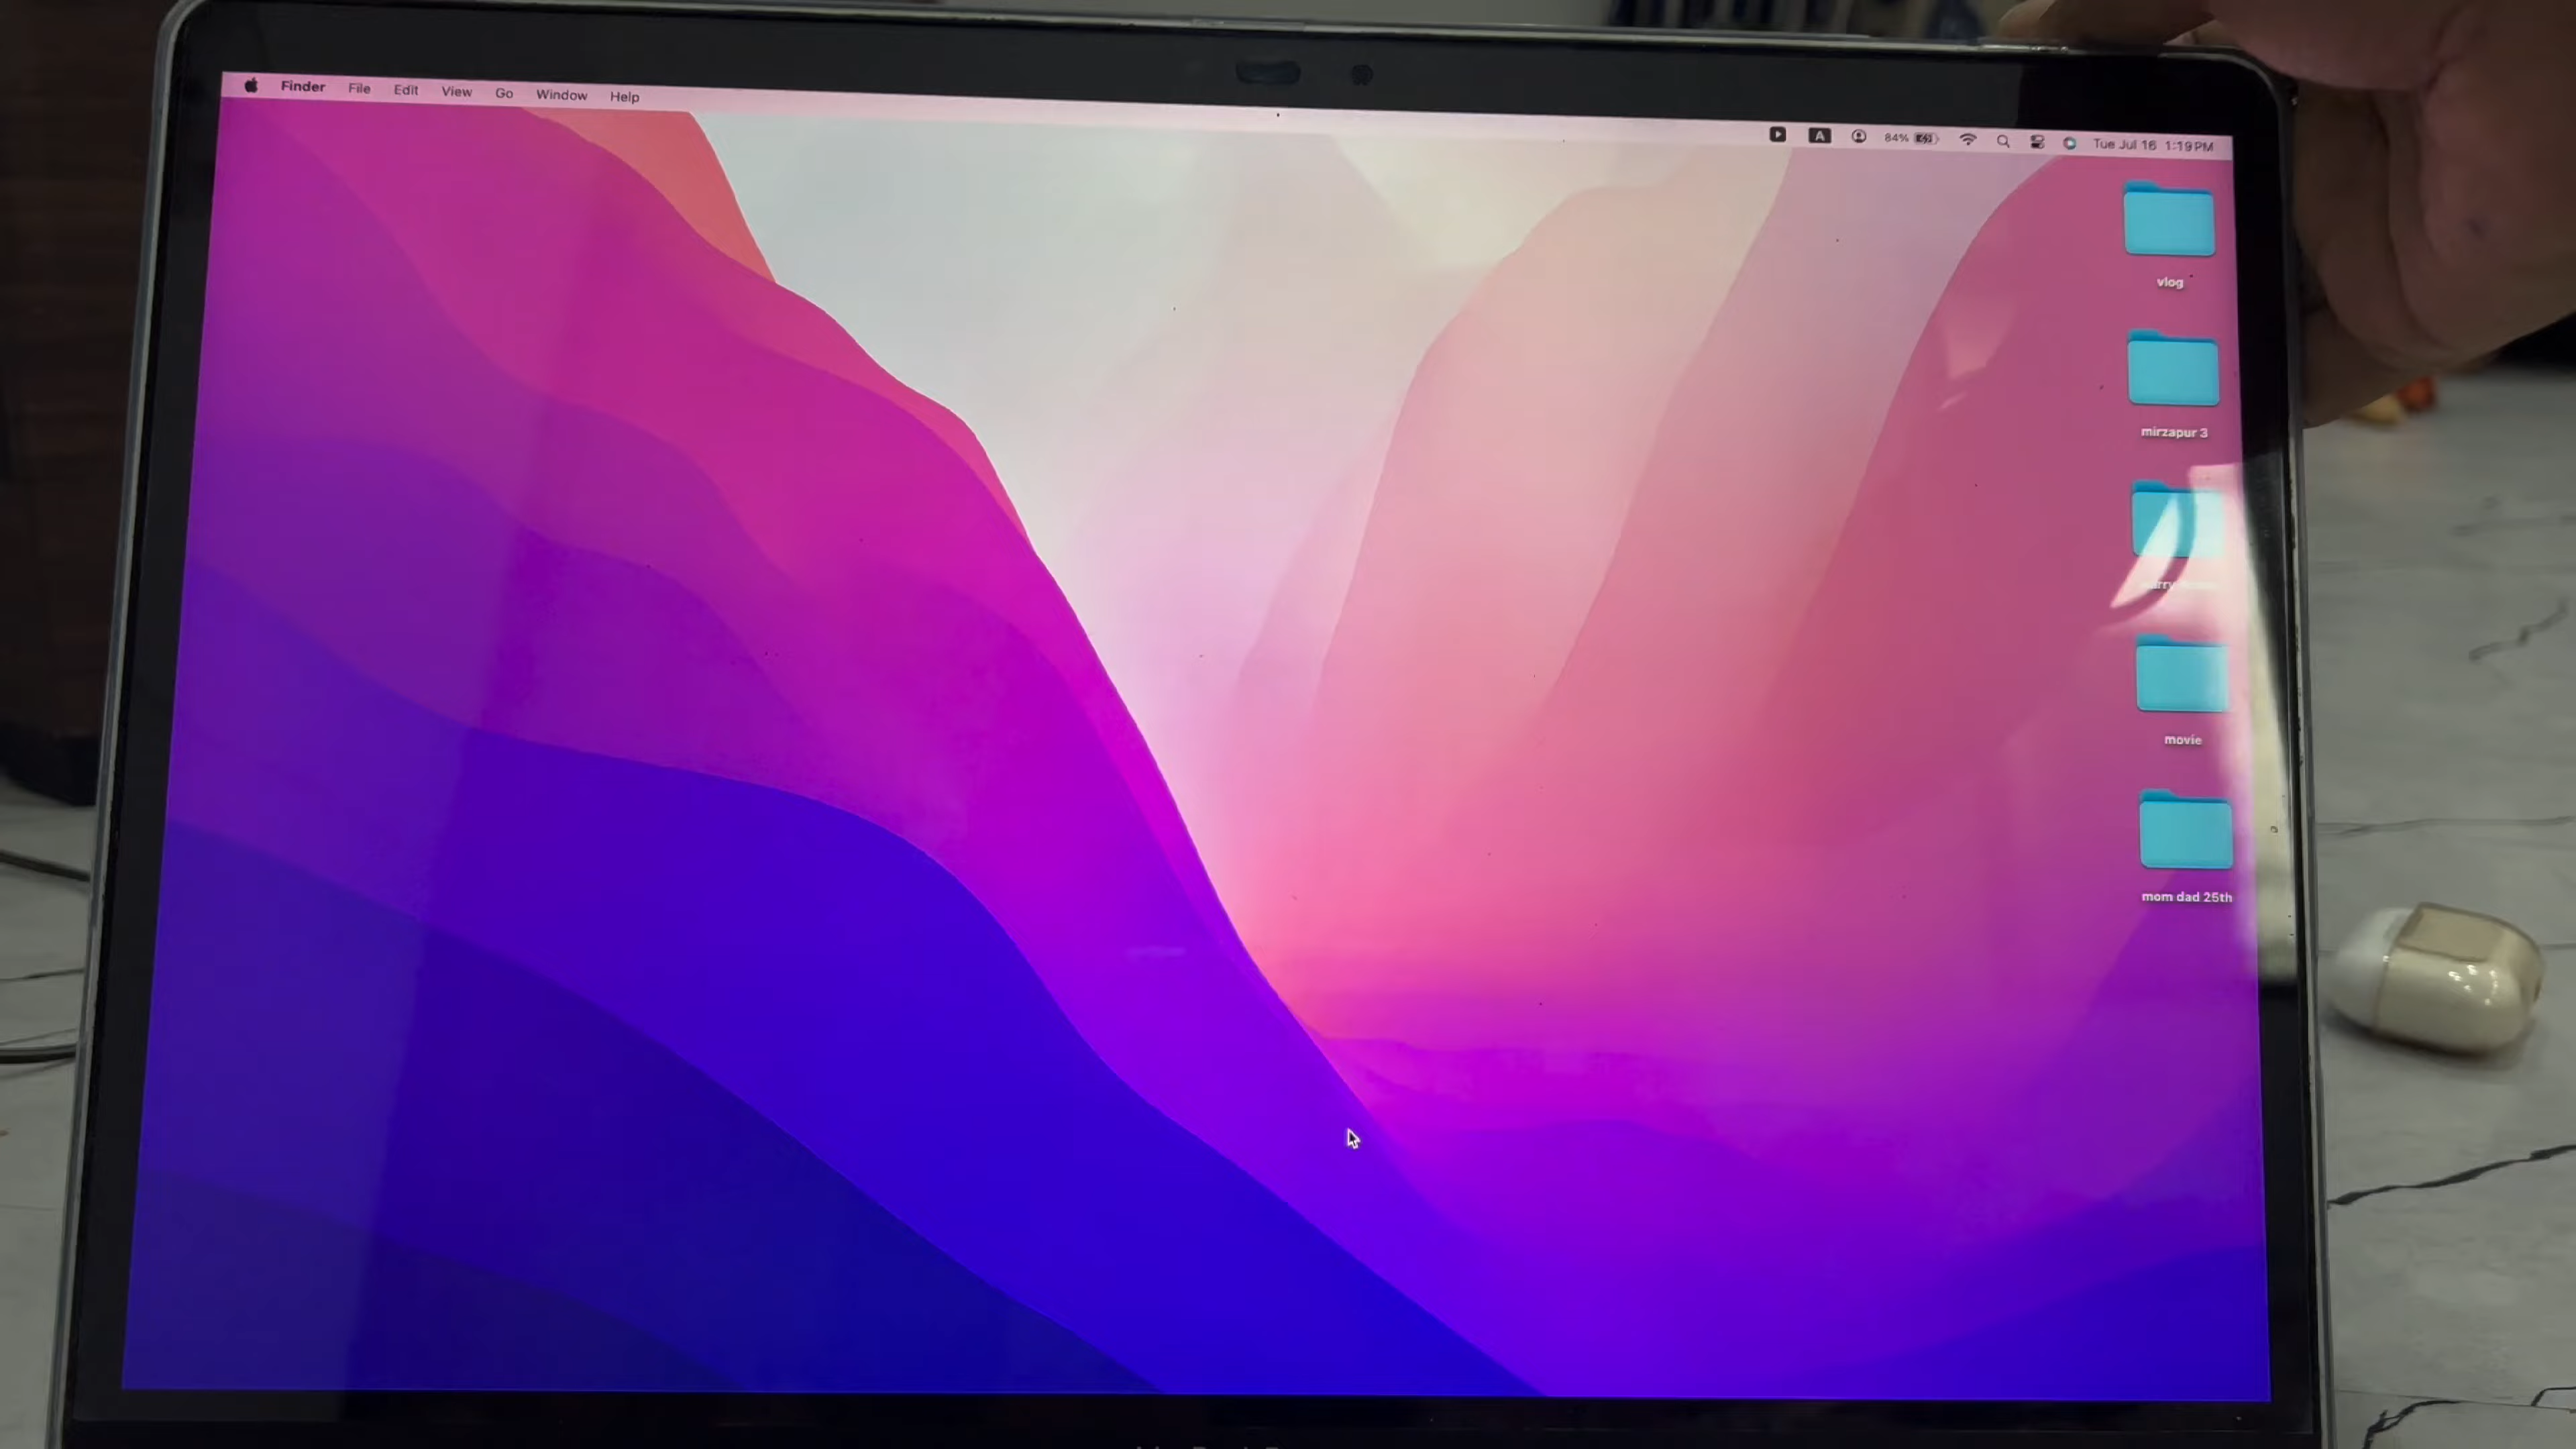 Finder File Edit View Go Window Help
A 84% Tue Jul 16 1:19 PM
vlog
mirzapur 3
movie
mom dad 25th